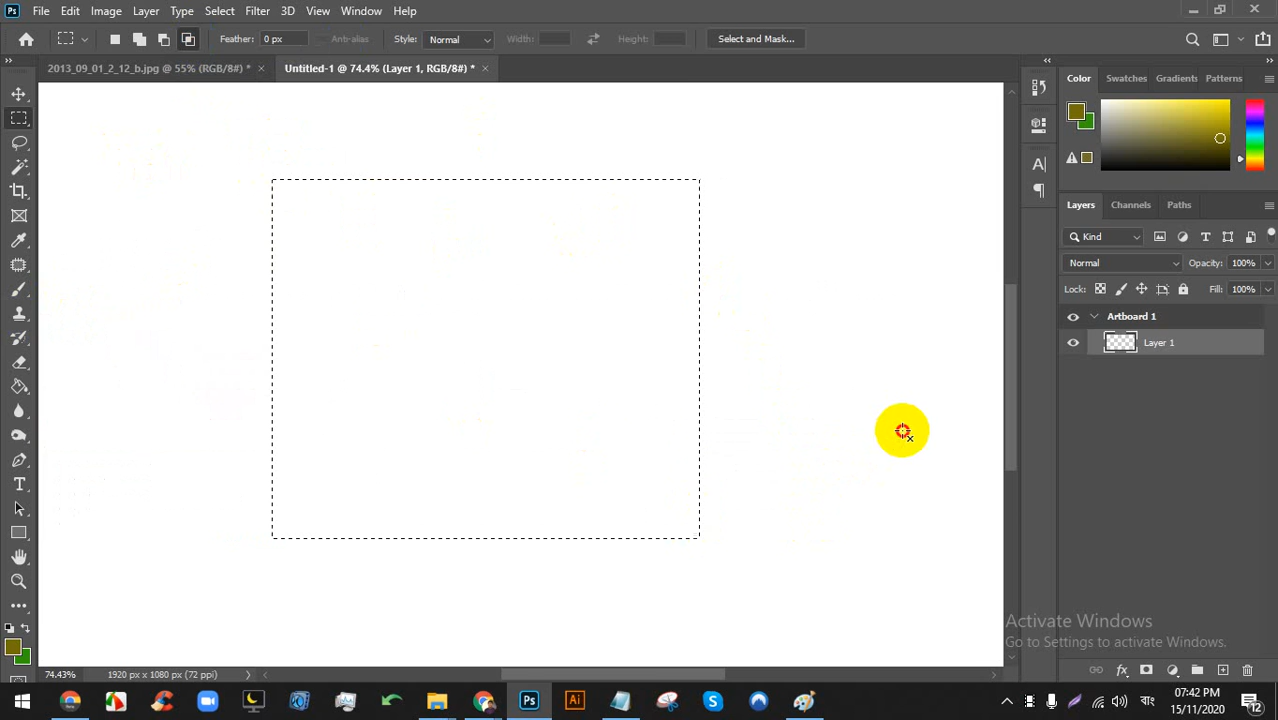 Ps File Edit Image Layer Type Select Filter 3D View Window Help
Feather: 0 px Anti-alias Style: Normal Width: Height: Select and Mask...
2013_09_01_2_12_b.jpg @ 55% (RGB/8#) * × Untitled-1 @ 74.4% (Layer 1, RGB/8#) * ×
Color Swatches Gradients Patterns
Layers Channels Paths
Kind
Normal Opacity: 100%
Lock: Fill: 100%
Artboard 1
Layer 1
Activate Windows
Go to Settings to activate Windows.
74.43% 1920 px x 1080 px (72 ppi)
Ps Ai বাং
07:42 PM
15/11/2020
12